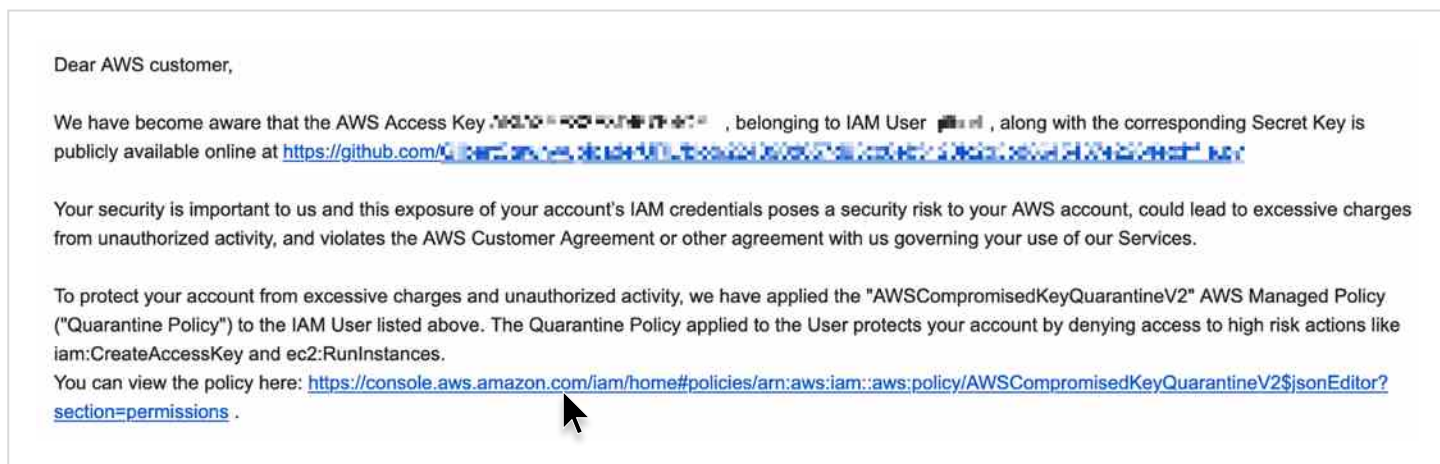 Dear AWS customer,
We have become aware that the AWS Access Key , belonging to IAM User , along with the corresponding Secret Key is
publicly available online at https://github.com/
Your security is important to us and this exposure of your account's IAM credentials poses a security risk to your AWS account, could lead to excessive charges
from unauthorized activity, and violates the AWS Customer Agreement or other agreement with us governing your use of our Services.
To protect your account from excessive charges and unauthorized activity, we have applied the "AWSCompromisedKeyQuarantineV2" AWS Managed Policy
("Quarantine Policy") to the IAM User listed above. The Quarantine Policy applied to the User protects your account by denying access to high risk actions like
iam:CreateAccessKey and ec2:RunInstances.
You can view the policy here: https://console.aws.amazon.com/iam/home#policies/arn:aws:iam::aws:policy/AWSCompromisedKeyQuarantineV2$jsonEditor?
section=permissions .